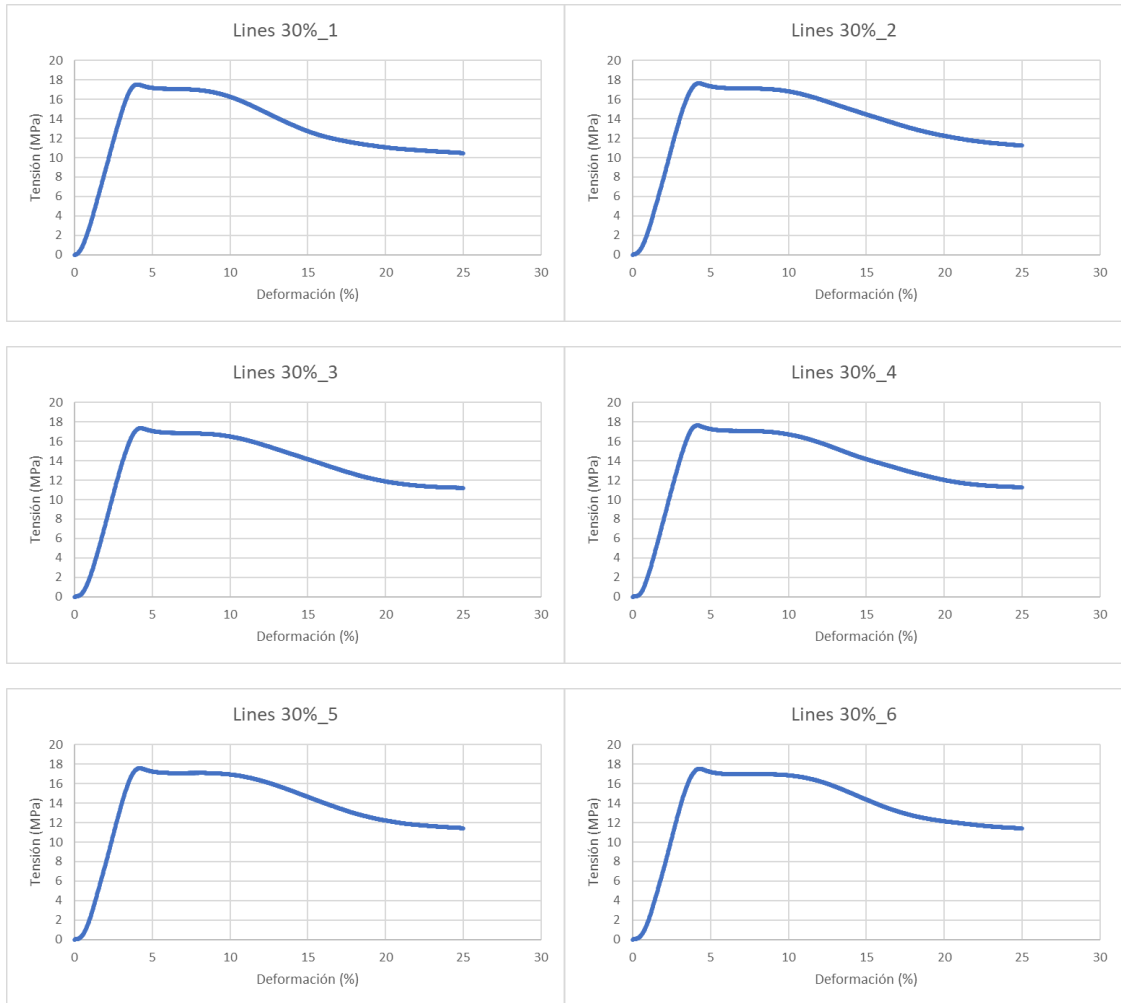 Lines 30%_1
Tensión (MPa)
20
18
16
14
12
10
8
6
4
2
0
0 5 10 15 20 25 30
Deformación (%)
Lines 30%_2
Tensión (MPa)
20
18
16
14
12
10
8
6
4
2
0
0 5 10 15 20 25 30
Deformación (%)
Lines 30%_3
Tensión (MPa)
20
18
16
14
12
10
8
6
4
2
0
0 5 10 15 20 25 30
Deformación (%)
Lines 30%_4
Tensión (MPa)
20
18
16
14
12
10
8
6
4
2
0
0 5 10 15 20 25 30
Deformación (%)
Lines 30%_5
Tensión (MPa)
20
18
16
14
12
10
8
6
4
2
0
0 5 10 15 20 25 30
Deformación (%)
Lines 30%_6
Tensión (MPa)
20
18
16
14
12
10
8
6
4
2
0
0 5 10 15 20 25 30
Deformación (%)